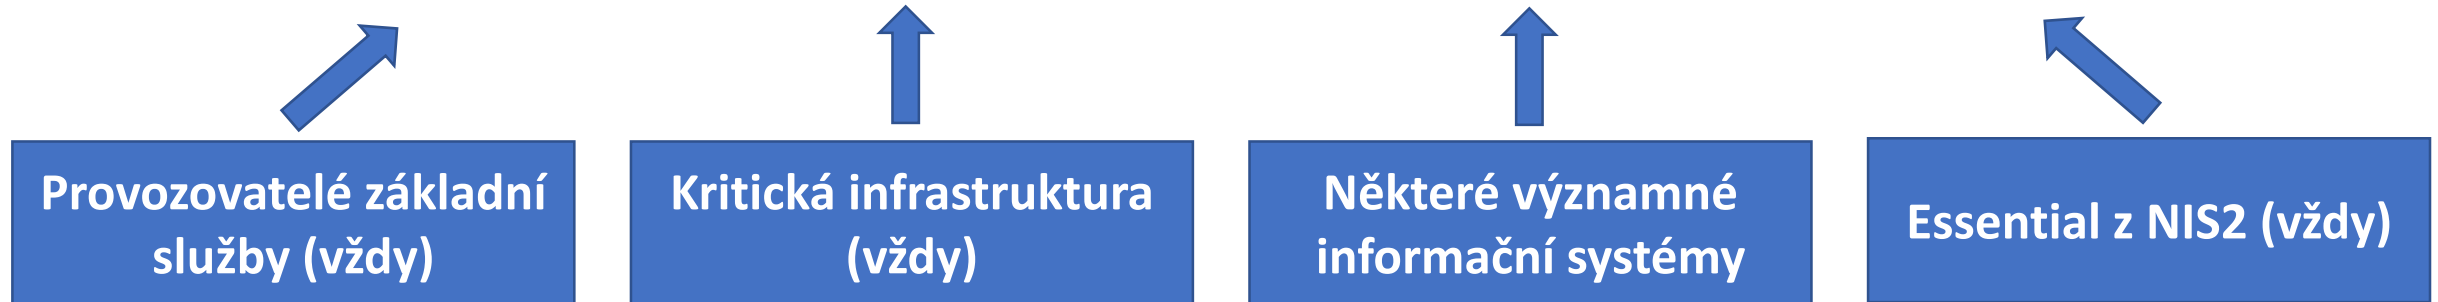 Provozovatelé základní
služby (vždy)
Kritická infrastruktura
(vždy)
Některé významné
informační systémy
Essential z NIS2 (vždy)